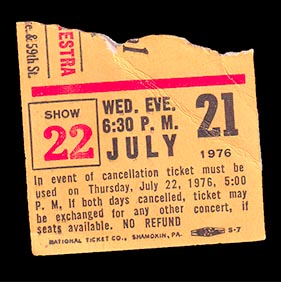 e. & 59th St.
ESTRA
SHOW
22
WED. EVE.
6:30 P. M.
JULY
21
1976
In event of cancellation ticket must be
used on Thursday, July 22, 1976, 5:00
P. M. If both days cancelled, ticket may
be exchanged for any other concert, if
seats available. NO REFUND
NATIONAL TICKET CO., SHAMOKIN, PA.
S-7